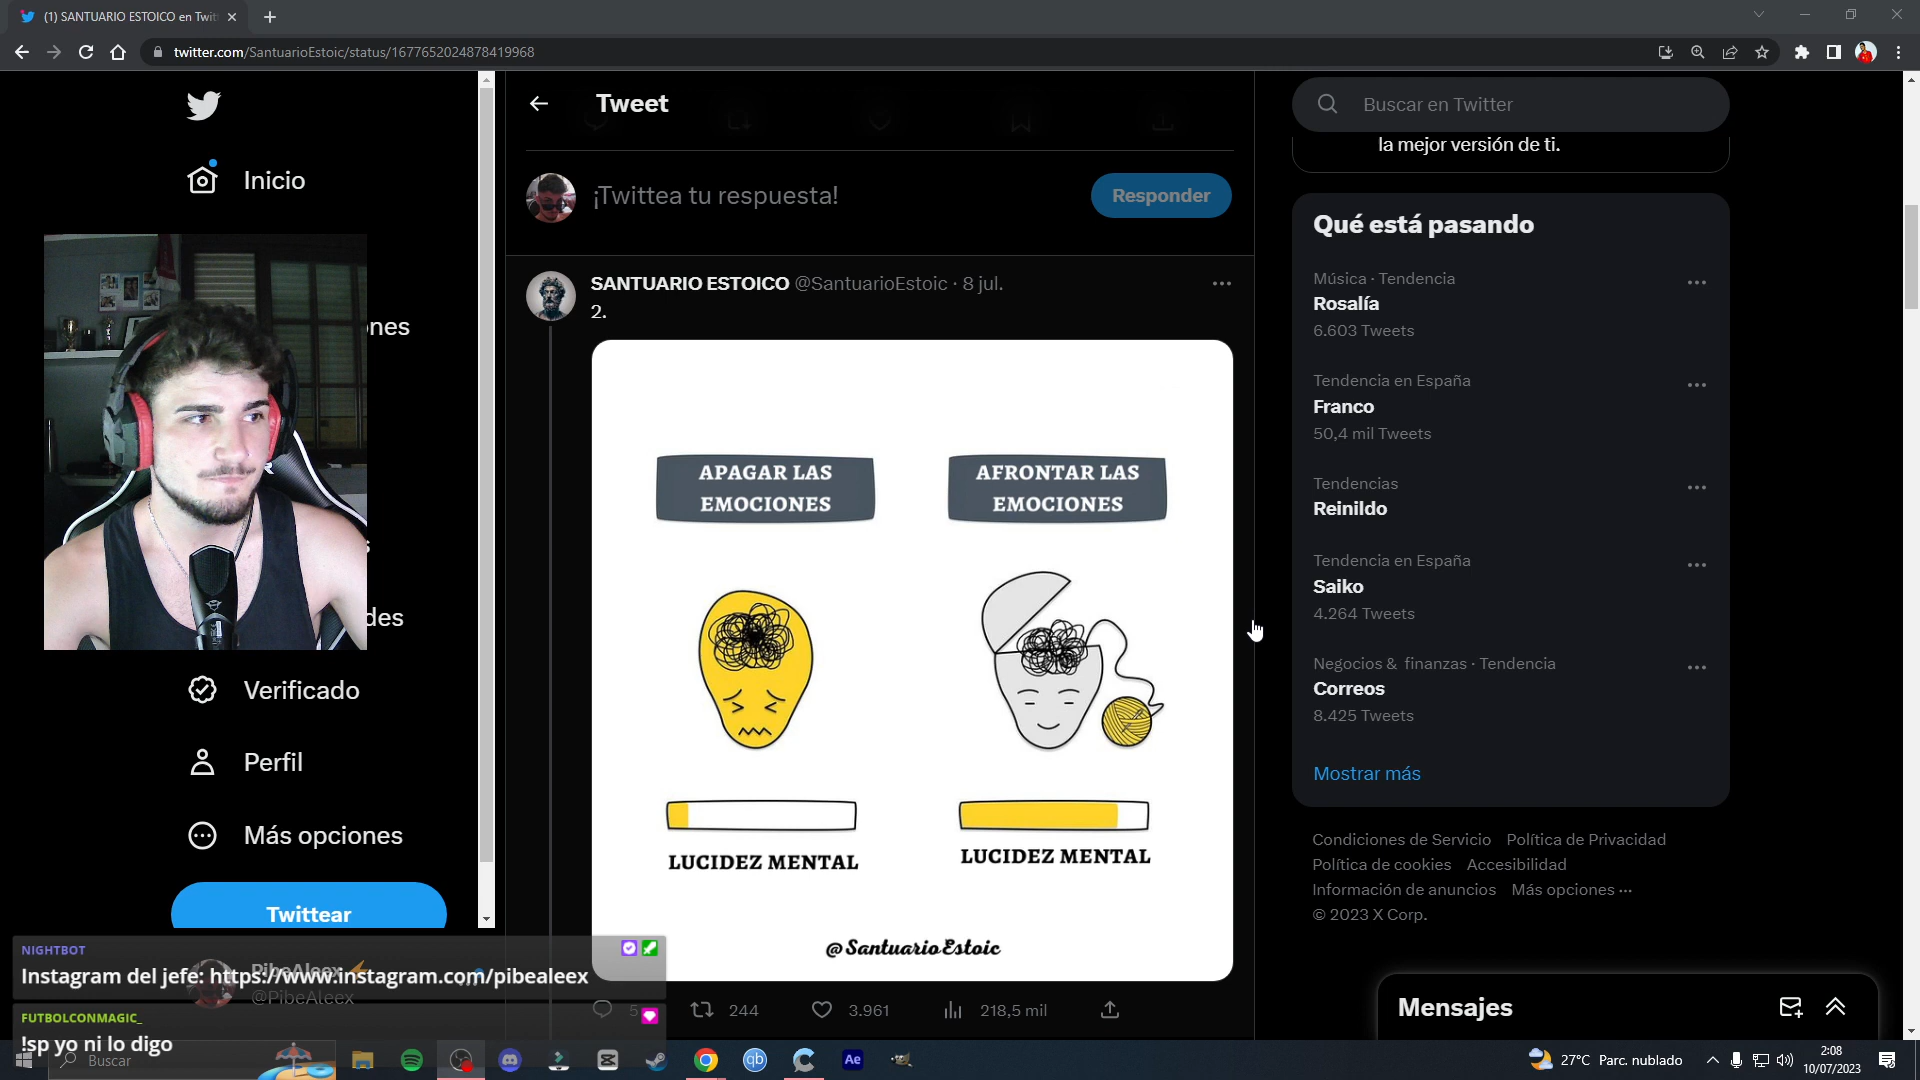 (1) SANTUARIO ESTOICO en Twit
twitter.com/SantuarioEstoic/status/1677652024878419968
Tweet
Buscar en Twitter
la mejor versión de ti.
Inicio
¡Twittea tu respuesta!
Responder
Qué está pasando
SANTUARIO ESTOICO @SantuarioEstoic · 8 jul.
2.
Música · Tendencia
Rosalía
6.603 Tweets
nes
Tendencia en España
Franco
50,4 mil Tweets
APAGAR LAS
EMOCIONES
AFRONTAR LAS
EMOCIONES
Tendencias
Reinildo
Tendencia en España
Saiko
4.264 Tweets
des
Verificado
Negocios & finanzas · Tendencia
Correos
8.425 Tweets
Perfil
Mostrar más
Más opciones
LUCIDEZ MENTAL
LUCIDEZ MENTAL
Condiciones de Servicio Política de Privacidad
Política de cookies Accesibilidad
Información de anuncios Más opciones ···
© 2023 X Corp.
Twittear
@SantuarioEstoic
NIGHTBOT
Instagram del jefe: https://www.instagram.com/pibealeex
PibeAleex
@PibeAleex
FUTBOLCONMAGIC_
!sp yo ni lo digo
244
3.961
218,5 mil
Mensajes
Buscar
27°C Parc. nublado
2:08
10/07/2023
qb
Ae